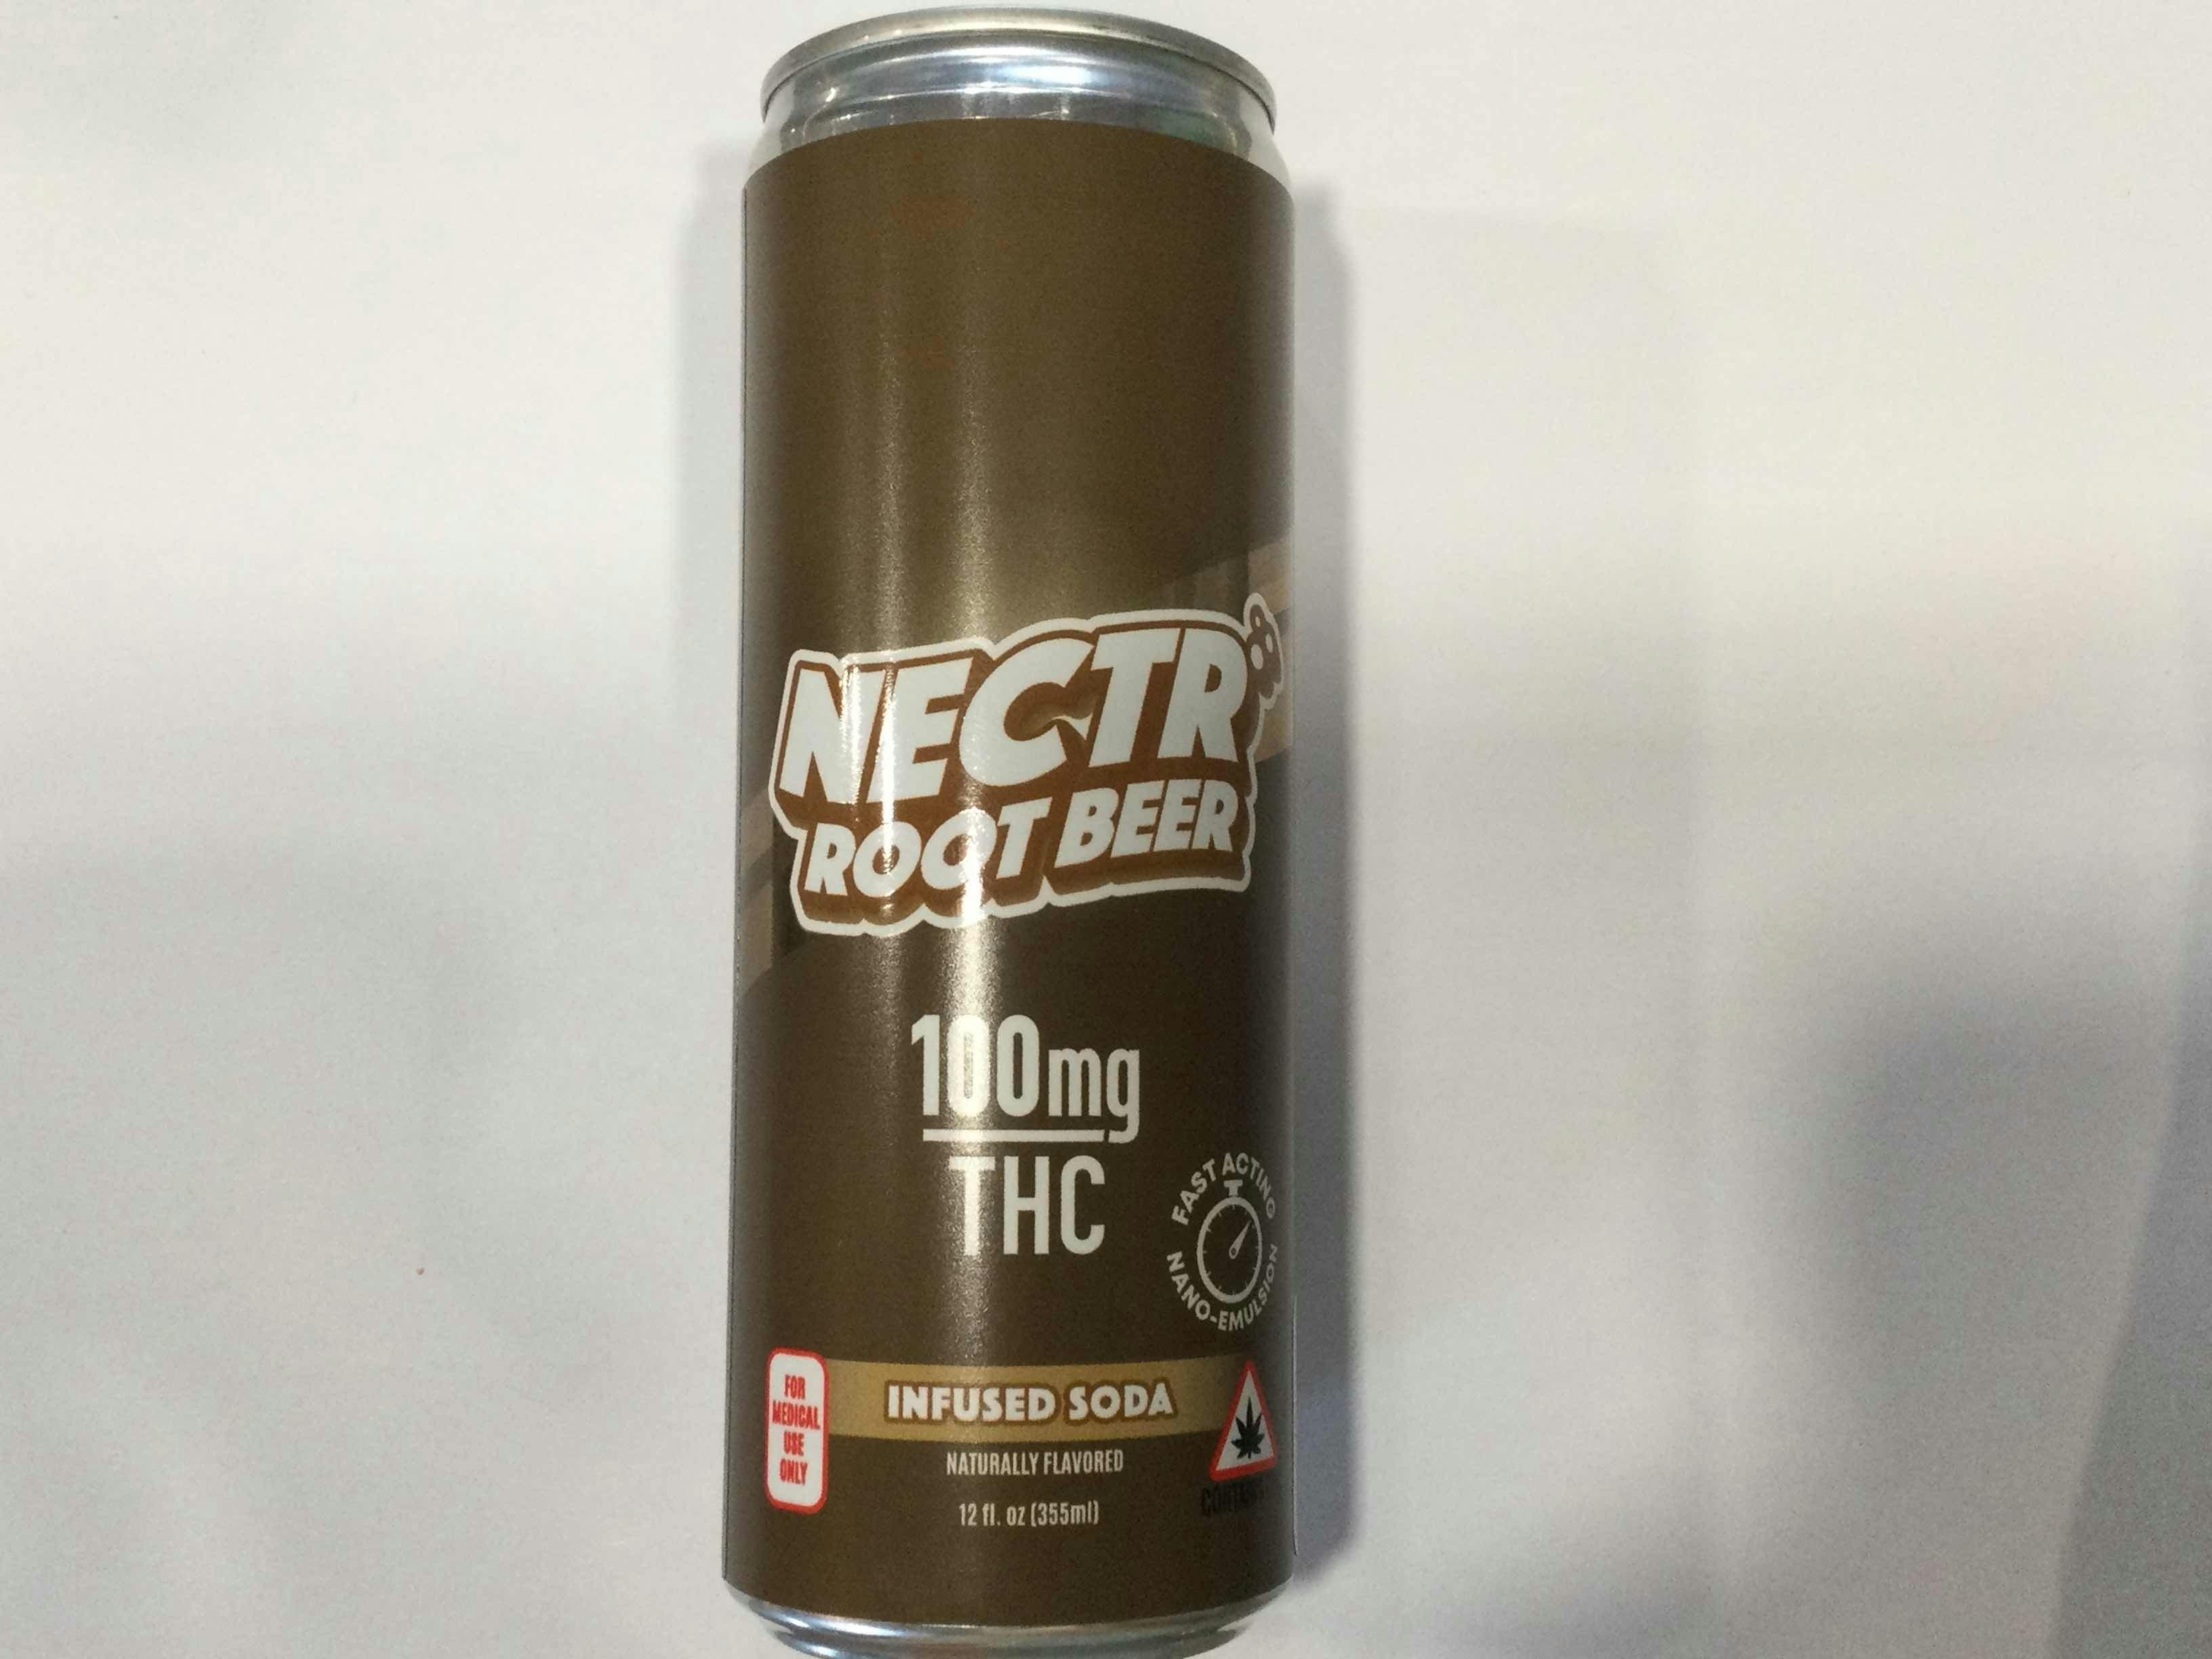 NECTR
ROOT BEER
100mg
THC
FAST ACTING
NANO-EMULSION
FOR
MEDICAL
USE
ONLY
INFUSED SODA
NATURALLY FLAVORED
12 fl. oz (355ml)